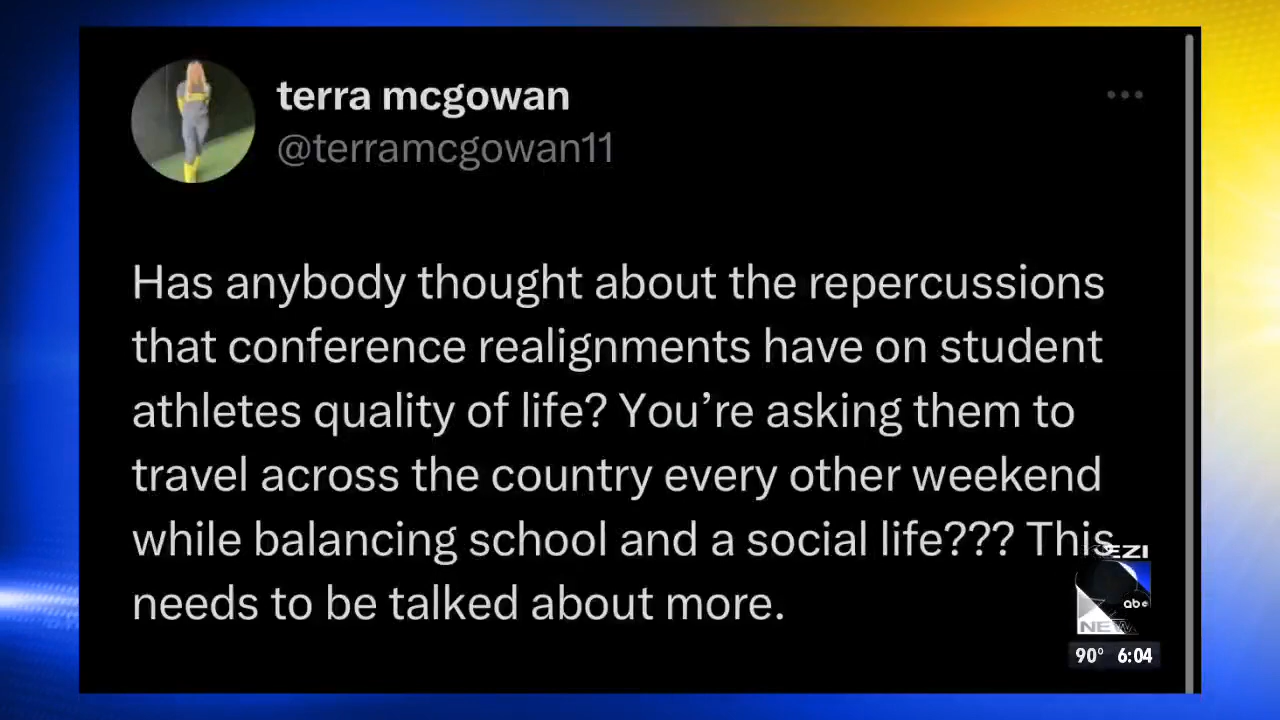 terra mcgowan
@terramcgowan11
Has anybody thought about the repercussions
that conference realignments have on student
athletes quality of life? You’re asking them to
travel across the country every other weekend
while balancing school and a social life??? This
needs to be talked about more.
EZI
abc
NEWS
90° 6:04